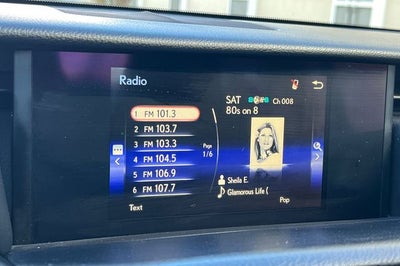 Radio
SAT Ch 008
80s on 8
1 FM 101.3
2 FM 103.7
3 FM 103.3
4 FM 104.5
5 FM 106.9
6 FM 107.7
Page
1/6
Sheila E.
Glamorous Life (
Text
Pop